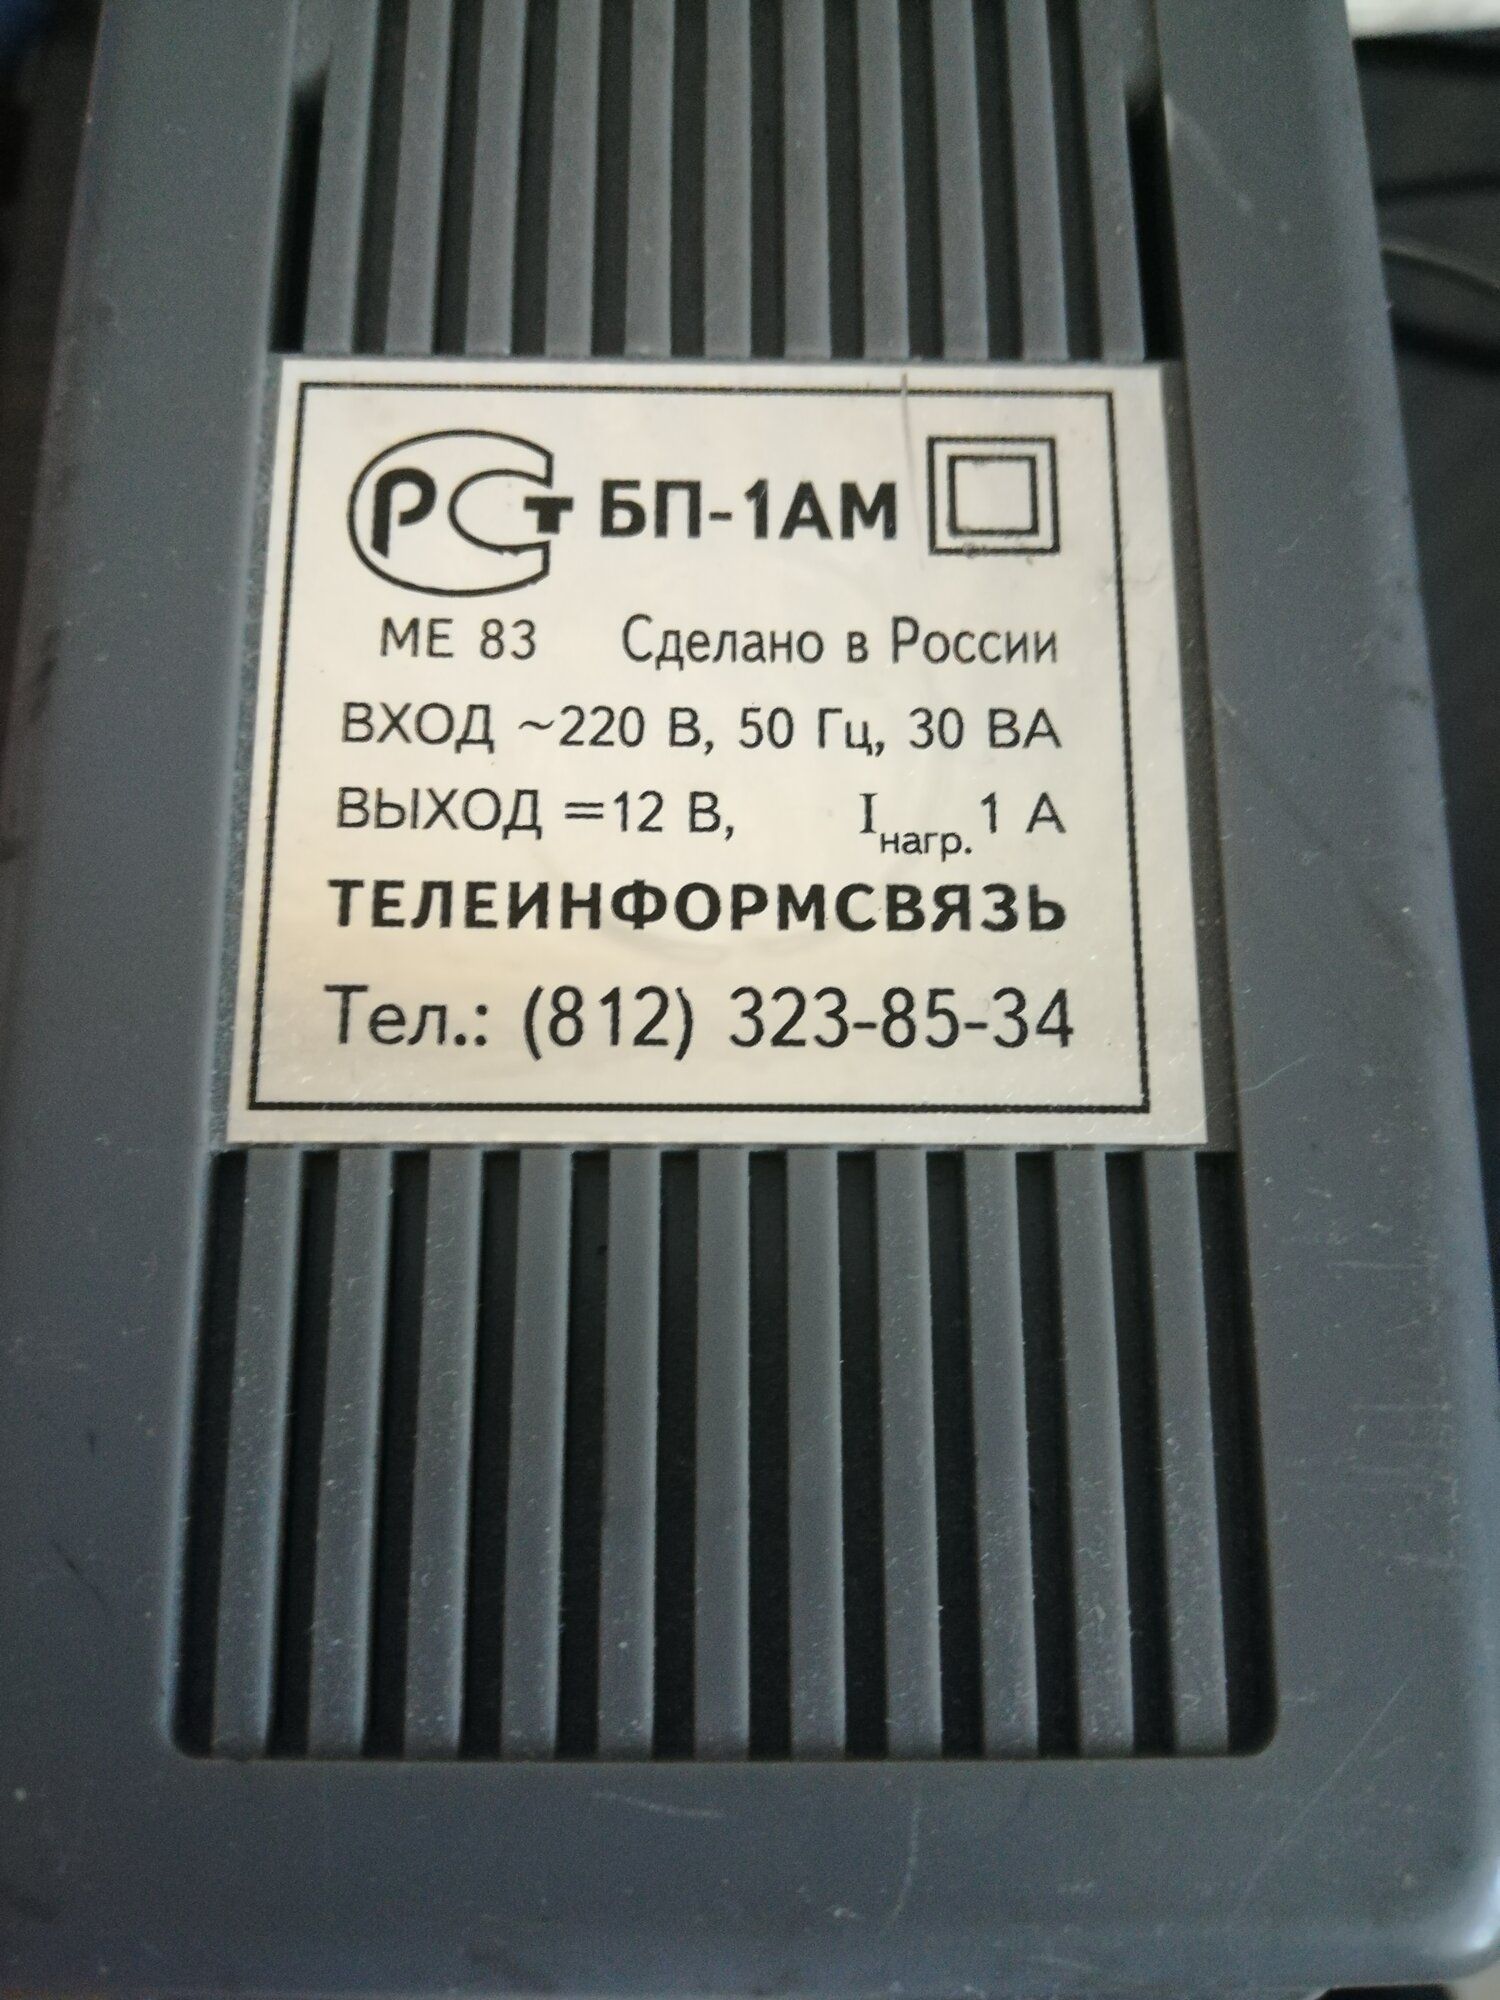 РСТ БП-1АМ
МЕ 83 Сделано в России
ВХОД ~220 В, 50 Гц, 30 ВА
ВЫХОД =12 В, Iнагр. 1 А
ТЕЛЕИНФОРМСВЯЗЬ
Тел.: (812) 323-85-34